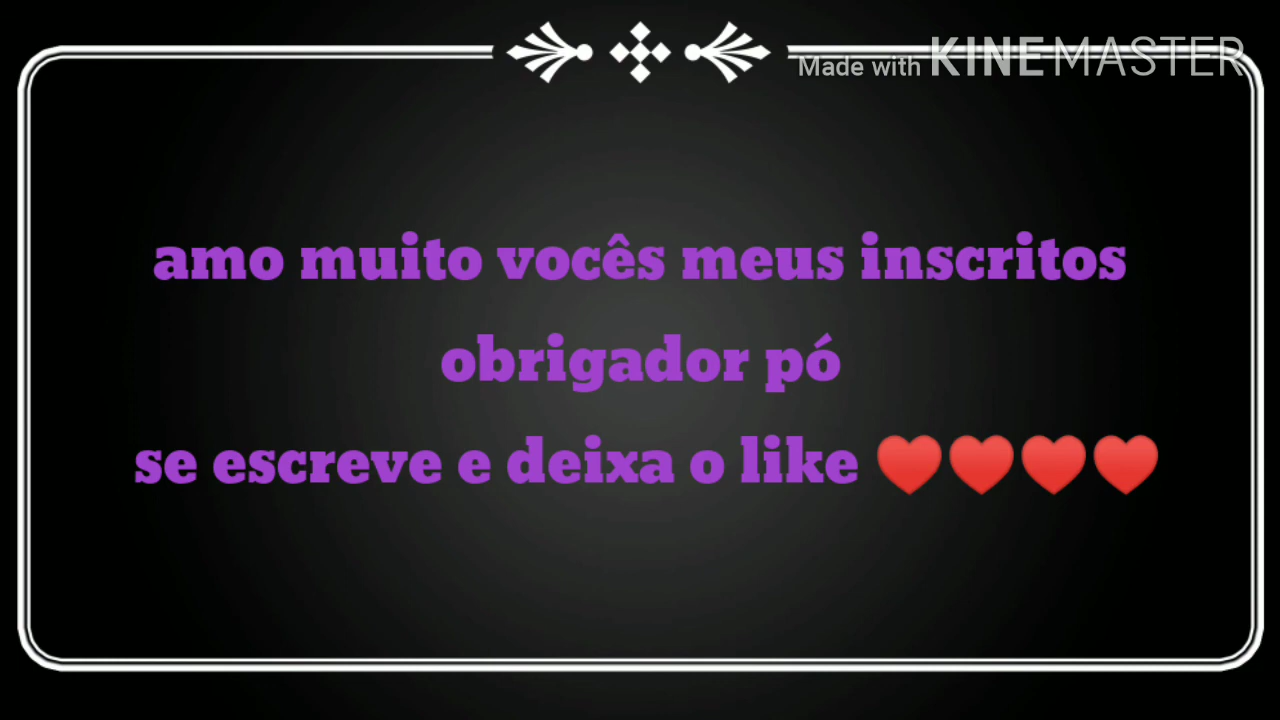 Made with KINEMASTER
amo muito vocês meus inscritos
obrigador pó
se escreve e deixa o like ♥️♥️♥️♥️